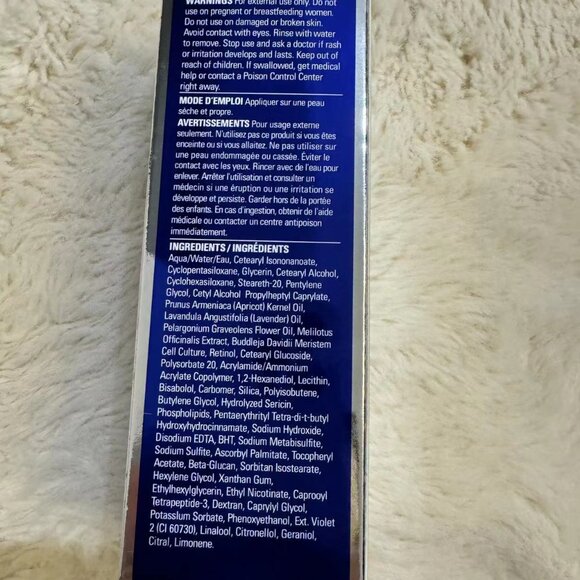 WARNINGS For external use only. Do not
use on pregnant or breastfeeding women.
Do not use on damaged or broken skin.
Avoid contact with eyes. Rinse with water
to remove. Stop use and ask a doctor if rash
or irritation develops and lasts. Keep out of
reach of children. If swallowed, get medical
help or contact a Poison Control Center
right away.
MODE D'EMPLOI Appliquer sur une peau
sèche et propre.
AVERTISSEMENTS Pour usage externe
seulement. N'utilisez pas ce produit si vous êtes
enceinte ou si vous allaitez. Ne pas utiliser sur
une peau endommagée ou cassée. Éviter le
contact avec les yeux. Rincer avec de l'eau pour
enlever. Arrêter l'utilisation et consulter un
médecin si une éruption ou une irritation se
développe et persiste. Garder hors de la portée
des enfants. En cas d'ingestion, obtenir de l'aide
médicale ou contacter un centre antipoison
immédiatement.
INGREDIENTS / INGRÉDIENTS
Aqua/Water/Eau, Cetearyl Isononanoate,
Cyclopentasiloxane, Glycerin, Cetearyl Alcohol,
Cyclohexasiloxane, Steareth-20, Pentylene
Glycol, Cetyl Alcohol Propylheptyl Caprylate,
Prunus Armeniaca (Apricot) Kernel Oil,
Lavandula Angustifolia (Lavender) Oil,
Pelargonium Graveolens Flower Oil, Melilotus
Officinalis Extract, Buddleja Davidii Meristem
Cell Culture, Retinol, Cetearyl Glucoside,
Polysorbate 20, Acrylamide/Ammonium
Acrylate Copolymer, 1,2-Hexanediol, Lecithin,
Bisabolol, Carbomer, Silica, Polyisobutene,
Butylene Glycol, Hydrolyzed Sericin,
Phospholipids, Pentaerythrityl Tetra-di-t-butyl
Hydroxyhydrocinnamate, Sodium Hydroxide,
Disodium EDTA, BHT, Sodium Metabisulfite,
Sodium Sulfite, Ascorbyl Palmitate, Tocopheryl
Acetate, Beta-Glucan, Sorbitan Isostearate,
Hexylene Glycol, Xanthan Gum,
Ethylhexylglycerin, Ethyl Nicotinate, Caprooyl
Tetrapeptide-3, Dextran, Caprylyl Glycol,
Potassium Sorbate, Phenoxyethanol, Ext. Violet
2 (CI 60730), Linalool, Citronellol, Geraniol,
Citral, Limonene.